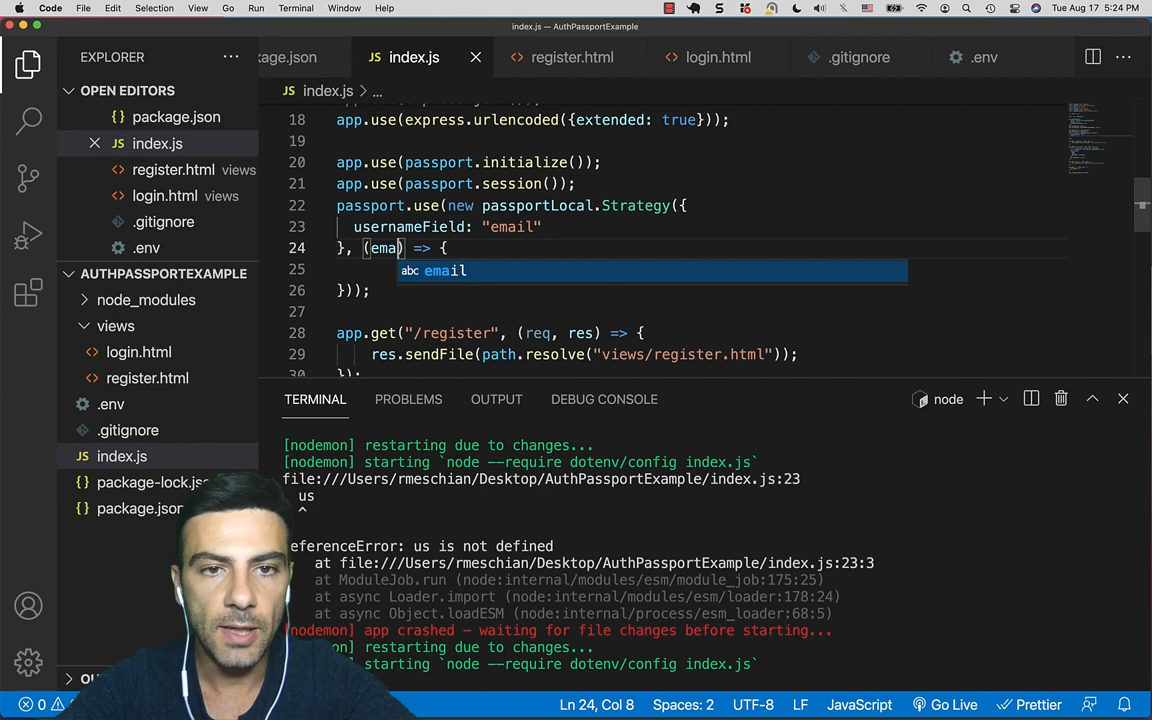 Code File Edit Selection View Go Run Terminal Window Help Tue Aug 17 5:24 PM
index.js — AuthPassportExample
EXPLORER ...
kage.json index.js register.html login.html .gitignore .env
OPEN EDITORS
package.json
index.js
register.html views
login.html views
.gitignore
.env
AUTHPASSPORTEXAMPLE
node_modules
views
login.html
register.html
.env
.gitignore
index.js
package-lock.js
package.json
index.js > ...
18 app.use(express.urlencoded({extended: true}));
19
20 app.use(passport.initialize());
21 app.use(passport.session());
22 passport.use(new passportLocal.Strategy({
23 usernameField: "email"
24 }, (ema) => {
abc email
25
26 }));
27
28 app.get("/register", (req, res) => {
29 res.sendFile(path.resolve("views/register.html"));
30 });
TERMINAL PROBLEMS OUTPUT DEBUG CONSOLE node
[nodemon] restarting due to changes...
[nodemon] starting `node --require dotenv/config index.js`
file:///Users/rmeschian/Desktop/AuthPassportExample/index.js:23
us
^
eferenceError: us is not defined
at file:///Users/rmeschian/Desktop/AuthPassportExample/index.js:23:3
at ModuleJob.run (node:internal/modules/esm/module_job:175:25)
at async Loader.import (node:internal/modules/esm/loader:178:24)
at async Object.loadESM (node:internal/process/esm_loader:68:5)
[nodemon] app crashed - waiting for file changes before starting...
on] restarting due to changes...
starting `node --require dotenv/config index.js`
OU
0 Ln 24, Col 8 Spaces: 2 UTF-8 LF JavaScript Go Live Prettier